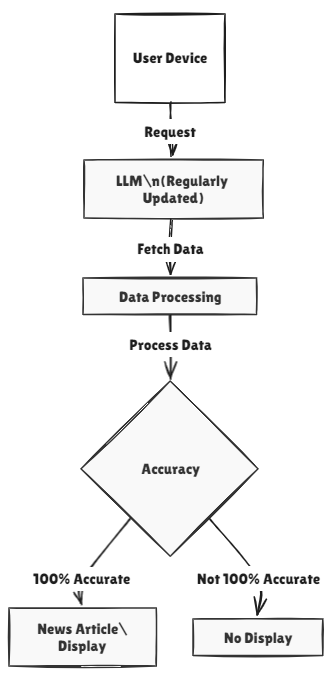 User Device
Request
LLM\n(Regularly
Updated)
Fetch Data
Data Processing
Process Data
Accuracy
100% Accurate
Not 100% Accurate
News Article\
Display
No Display